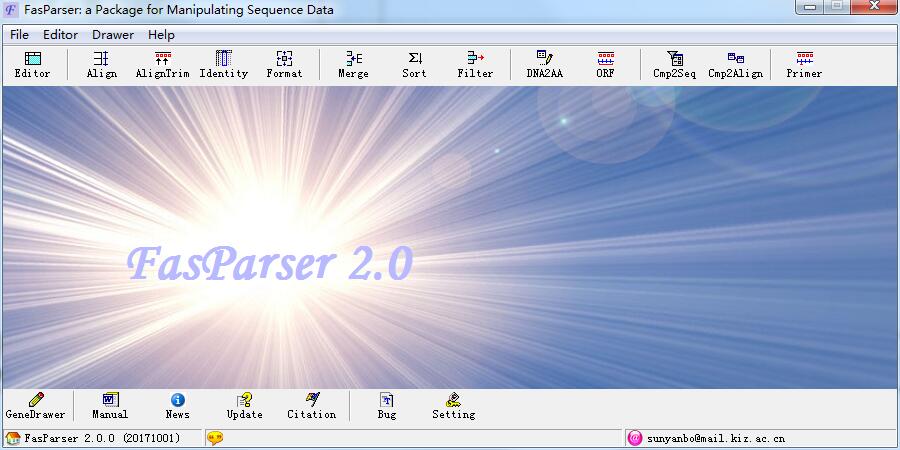 FasParser: a Package for Manipulating Sequence Data
File Editor Drawer Help
Editor Align AlignTrim Identity Format Merge Sort Filter DNA2AA ORF Cmp2Seq Cmp2Align Primer
FasParser 2.0
GeneDrawer Manual News Update Citation Bug Setting
FasParser 2.0.0 (20171001) sunyanbo@mail.kiz.ac.cn